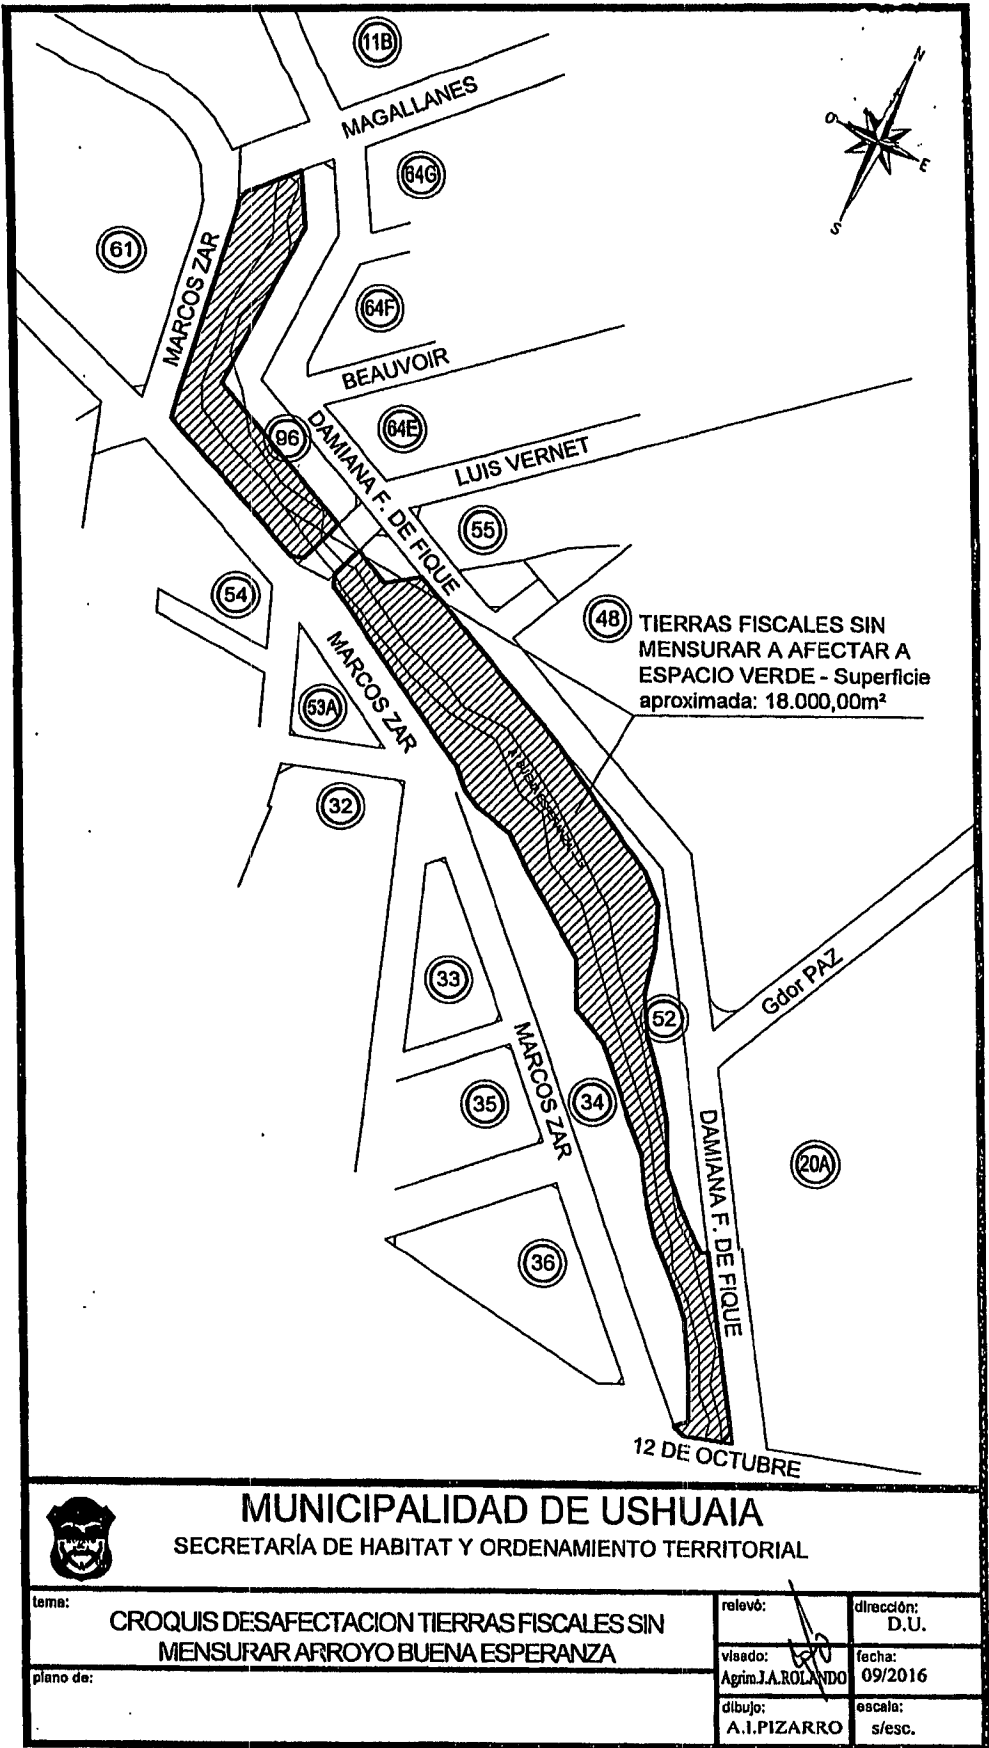 11B
MAGALLANES
N
O
E
S
64G
61
MARCOS ZAR
64F
BEAUVOIR
96
DAMIANA F. DE FIQUE
64E
LUIS VERNET
55
54
48
TIERRAS FISCALES SIN
MENSURAR A AFECTAR A
ESPACIO VERDE - Superficie
aproximada: 18.000,00m²
MARCOS ZAR
53A
32
33
Gdor PAZ
52
MARCOS ZAR
35
34
DAMIANA F. DE FIQUE
20A
36
12 DE OCTUBRE
MUNICIPALIDAD DE USHUAIA
SECRETARÍA DE HABITAT Y ORDENAMIENTO TERRITORIAL
tema:
CROQUIS DESAFECTACION TIERRAS FISCALES SIN
MENSURAR ARROYO BUENA ESPERANZA
plano de:
relevó:
dirección:
D.U.
visado:
Agrim.J.A.ROLANDO
fecha:
09/2016
dibujo:
A.I.PIZARRO
escala:
s/esc.